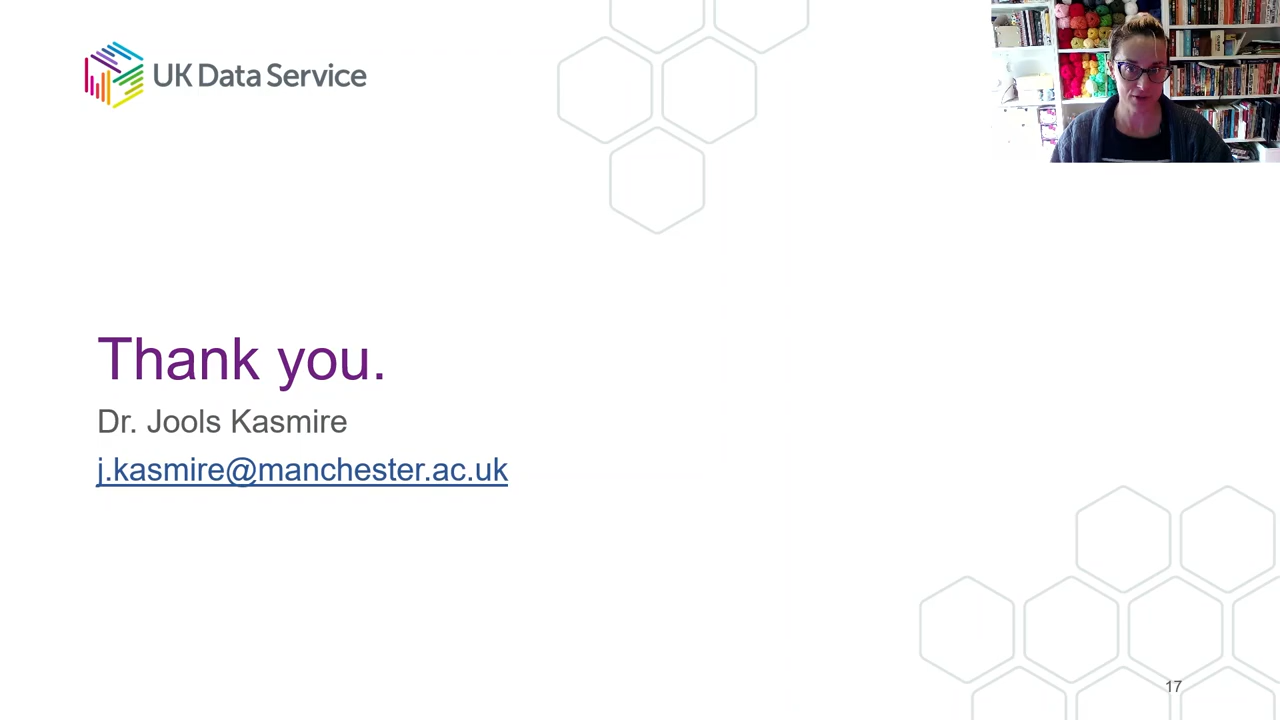 UK Data Service
Thank you.
Dr. Jools Kasmire
j.kasmire@manchester.ac.uk
17